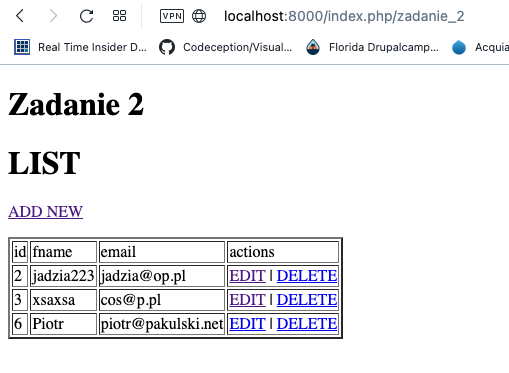 VPN localhost:8000/index.php/zadanie_2
Real Time Insider D... Codeception/Visual... Florida Drupalcamp... Acquia
Zadanie 2
LIST
ADD NEW
id fname email actions
2 jadzia223 jadzia@op.pl EDIT | DELETE
3 xsaxsa cos@p.pl EDIT | DELETE
6 Piotr piotr@pakulski.net EDIT | DELETE